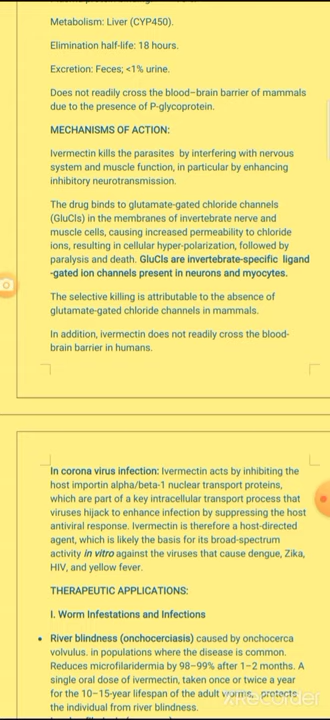 Metabolism: Liver (CYP450).
Elimination half-life: 18 hours.
Excretion: Feces; <1% urine.
Does not readily cross the blood–brain barrier of mammals
due to the presence of P-glycoprotein.
MECHANISMS OF ACTION:
Ivermectin kills the parasites by interfering with nervous
system and muscle function, in particular by enhancing
inhibitory neurotransmission.
The drug binds to glutamate-gated chloride channels
(GluCls) in the membranes of invertebrate nerve and
muscle cells, causing increased permeability to chloride
ions, resulting in cellular hyper-polarization, followed by
paralysis and death. GluCls are invertebrate-specific ligand
-gated ion channels present in neurons and myocytes.
The selective killing is attributable to the absence of
glutamate-gated chloride channels in mammals.
In addition, ivermectin does not readily cross the blood-
brain barrier in humans.
In corona virus infection: Ivermectin acts by inhibiting the
host importin alpha/beta-1 nuclear transport proteins,
which are part of a key intracellular transport process that
viruses hijack to enhance infection by suppressing the host
antiviral response. Ivermectin is therefore a host-directed
agent, which is likely the basis for its broad-spectrum
activity in vitro against the viruses that cause dengue, Zika,
HIV, and yellow fever.
THERAPEUTIC APPLICATIONS:
I. Worm Infestations and Infections
• River blindness (onchocerciasis) caused by onchocerca
volvulus. in populations where the disease is common.
Reduces microfilaridermia by 98–99% after 1–2 months. A
single oral dose of ivermectin, taken once or twice a year
for the 10–15-year lifespan of the adult worms, protects
the individual from river blindness.
XRecorder